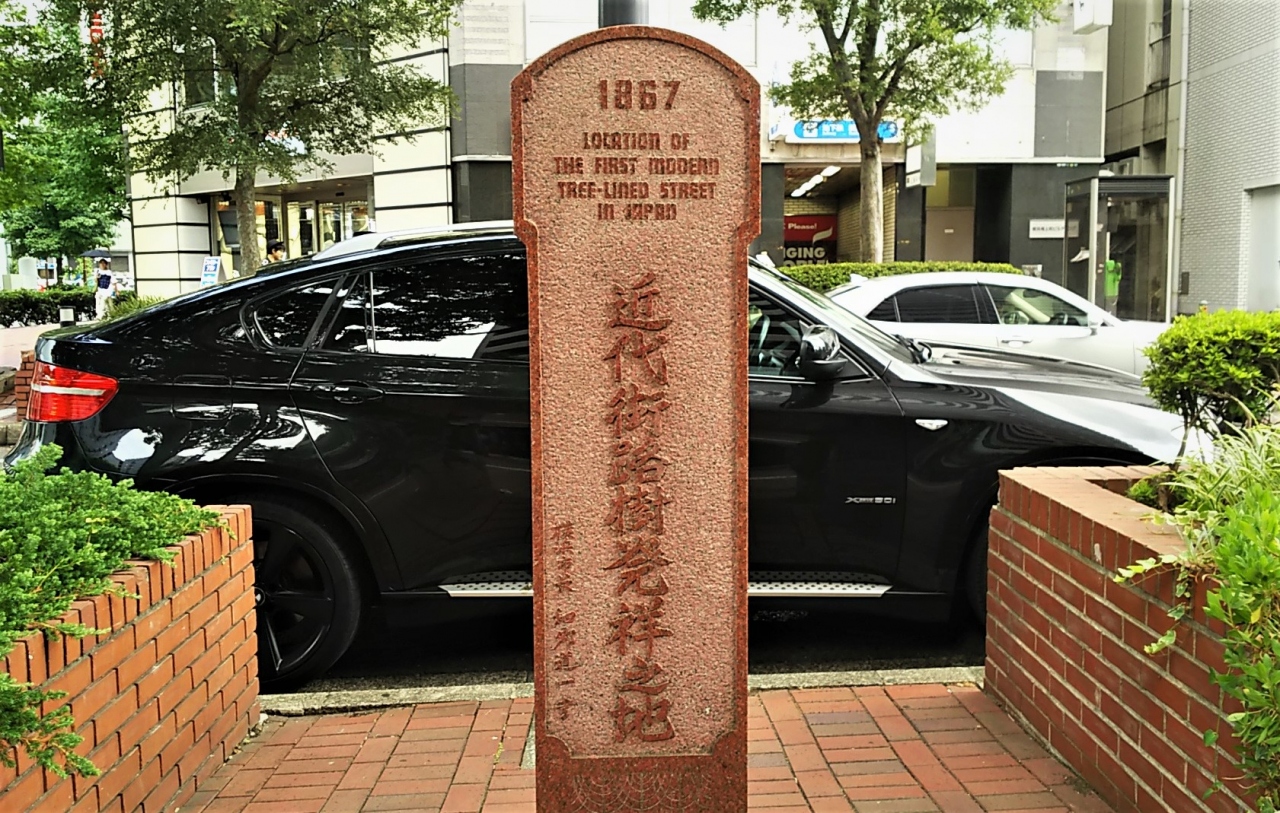 1867
LOCATION OF
THE FIRST MODERN
TREE-LINED STREET
IN JAPAN
近代街路樹発祥之地
Please!